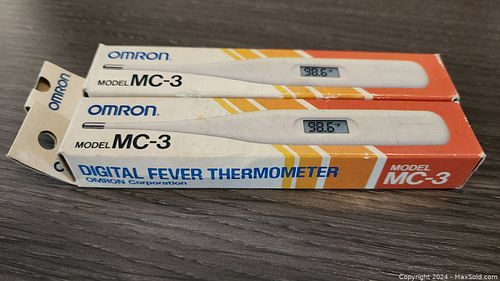 OMRON
OMRON
MODEL MC-3
98.6°F
OMRON
MODEL MC-3
98.6°F
DIGITAL FEVER THERMOMETER
OMRON Corporation
MODEL
MC-3
Copyright 2024 - MaxSold.com